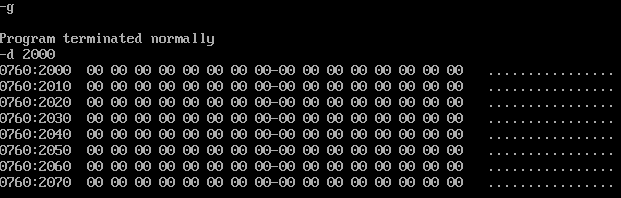 -g
Program terminated normally
-d 2000
0760:2000  00 00 00 00 00 00 00 00-00 00 00 00 00 00 00 00   ................
0760:2010  00 00 00 00 00 00 00 00-00 00 00 00 00 00 00 00   ................
0760:2020  00 00 00 00 00 00 00 00-00 00 00 00 00 00 00 00   ................
0760:2030  00 00 00 00 00 00 00 00-00 00 00 00 00 00 00 00   ................
0760:2040  00 00 00 00 00 00 00 00-00 00 00 00 00 00 00 00   ................
0760:2050  00 00 00 00 00 00 00 00-00 00 00 00 00 00 00 00   ................
0760:2060  00 00 00 00 00 00 00 00-00 00 00 00 00 00 00 00   ................
0760:2070  00 00 00 00 00 00 00 00-00 00 00 00 00 00 00 00   ................